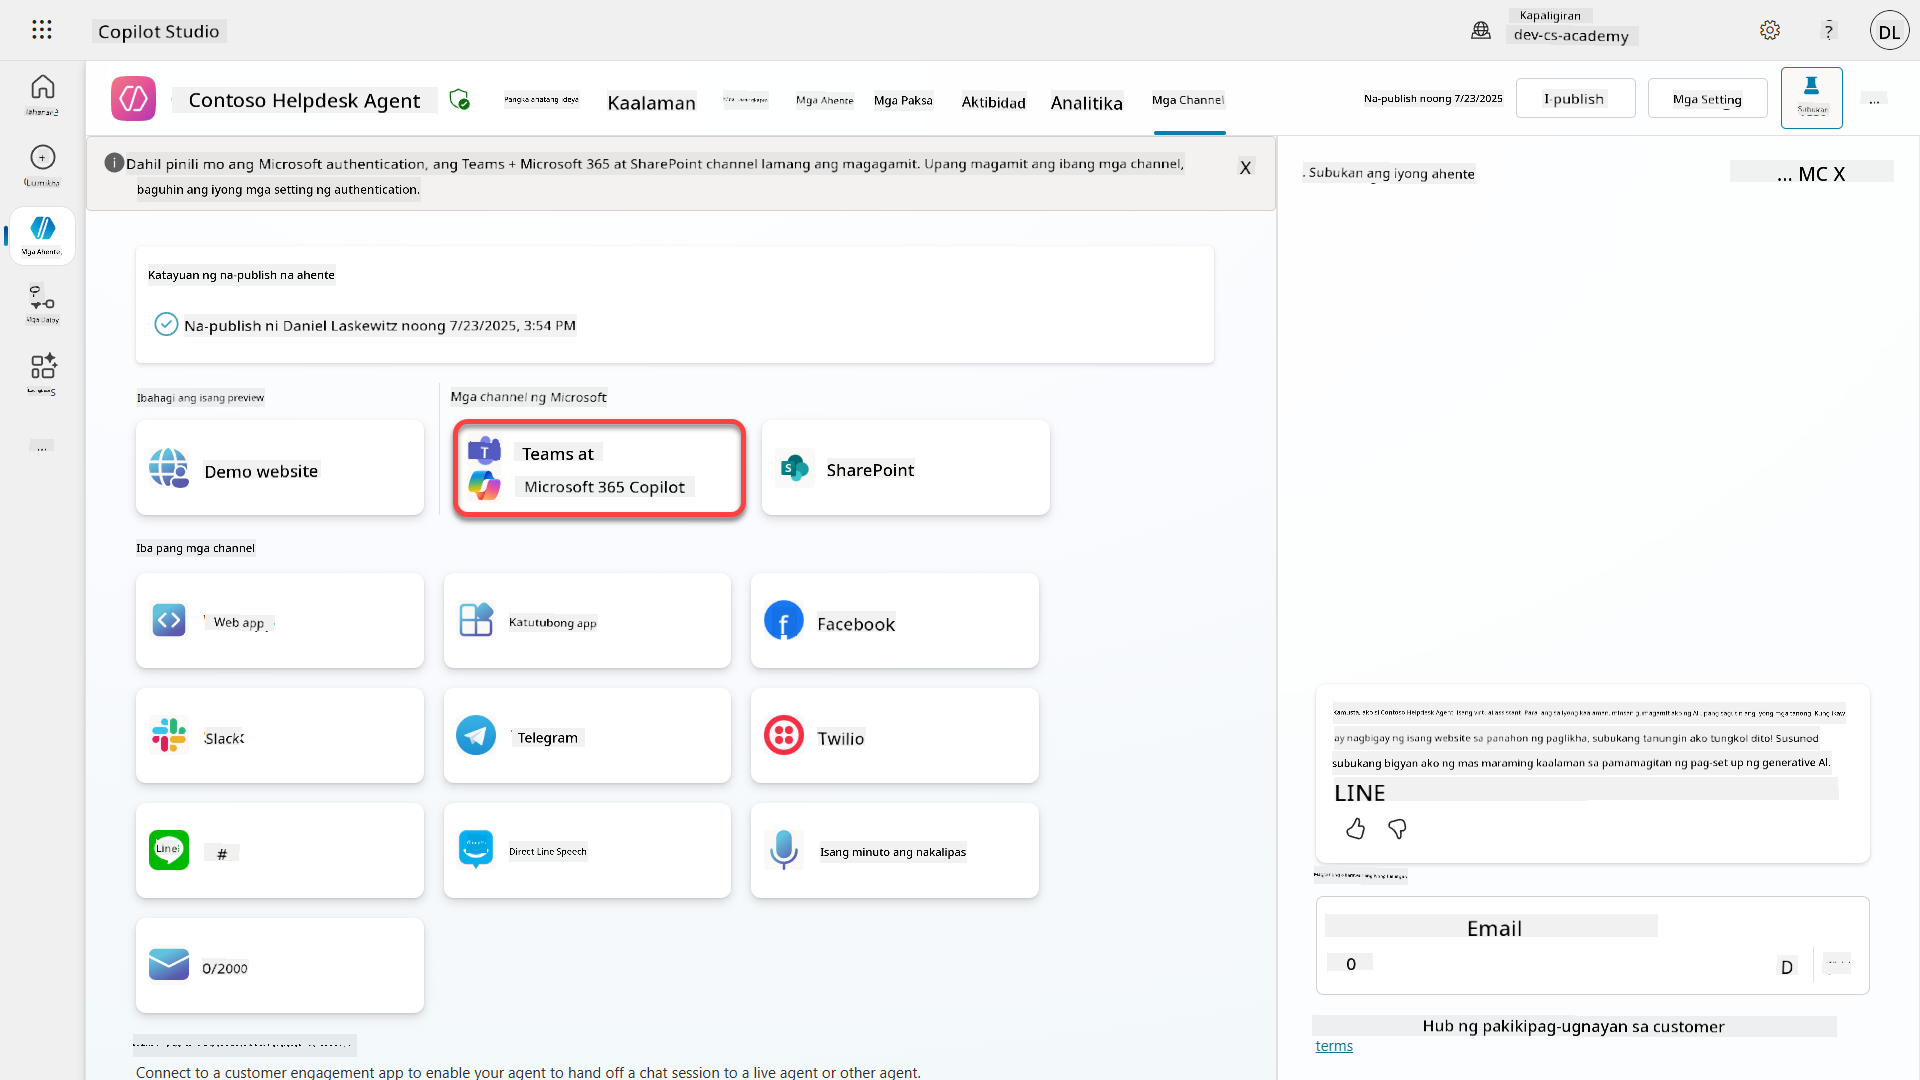 Copilot Studio
Kapaligiran
dev-cs-academy
?
DL
Contoso Helpdesk Agent
Kaalaman
Mga Ahente
Mga Paksa
Aktibidad
Analitika
Mga Channel
Na-publish noong 7/23/2025
I-publish
Mga Setting
Subukan
...
Lumikha
Mga Ahente
Dahil pinili mo ang Microsoft authentication, ang Teams + Microsoft 365 at SharePoint channel lamang ang magagamit. Upang magamit ang ibang mga channel,
baguhin ang iyong mga setting ng authentication.
X
. Subukan ang iyong ahente
... MC X
Katayuan ng na-publish na ahente
Na-publish ni Daniel Laskewitz noong 7/23/2025, 3:54 PM
Ibahagi ang isang preview
Mga channel ng Microsoft
Demo website
Teams at
Microsoft 365 Copilot
SharePoint
Iba pang mga channel
Web app
Katutubong app
Facebook
Slack
Telegram
Twilio
#
Direct Line Speech
Isang minuto ang nakalipas
0/2000
ay nagbigay ng isang website sa panahon ng paglikha, subukang tanungin ako tungkol dito! Susunod
subukang bigyan ako ng mas maraming kaalaman sa pamamagitan ng pag-set up ng generative AI.
LINE
Email
0
D
Hub ng pakikipag-ugnayan sa customer
terms
Connect to a customer engagement app to enable your agent to hand off a chat session to a live agent or other agent.